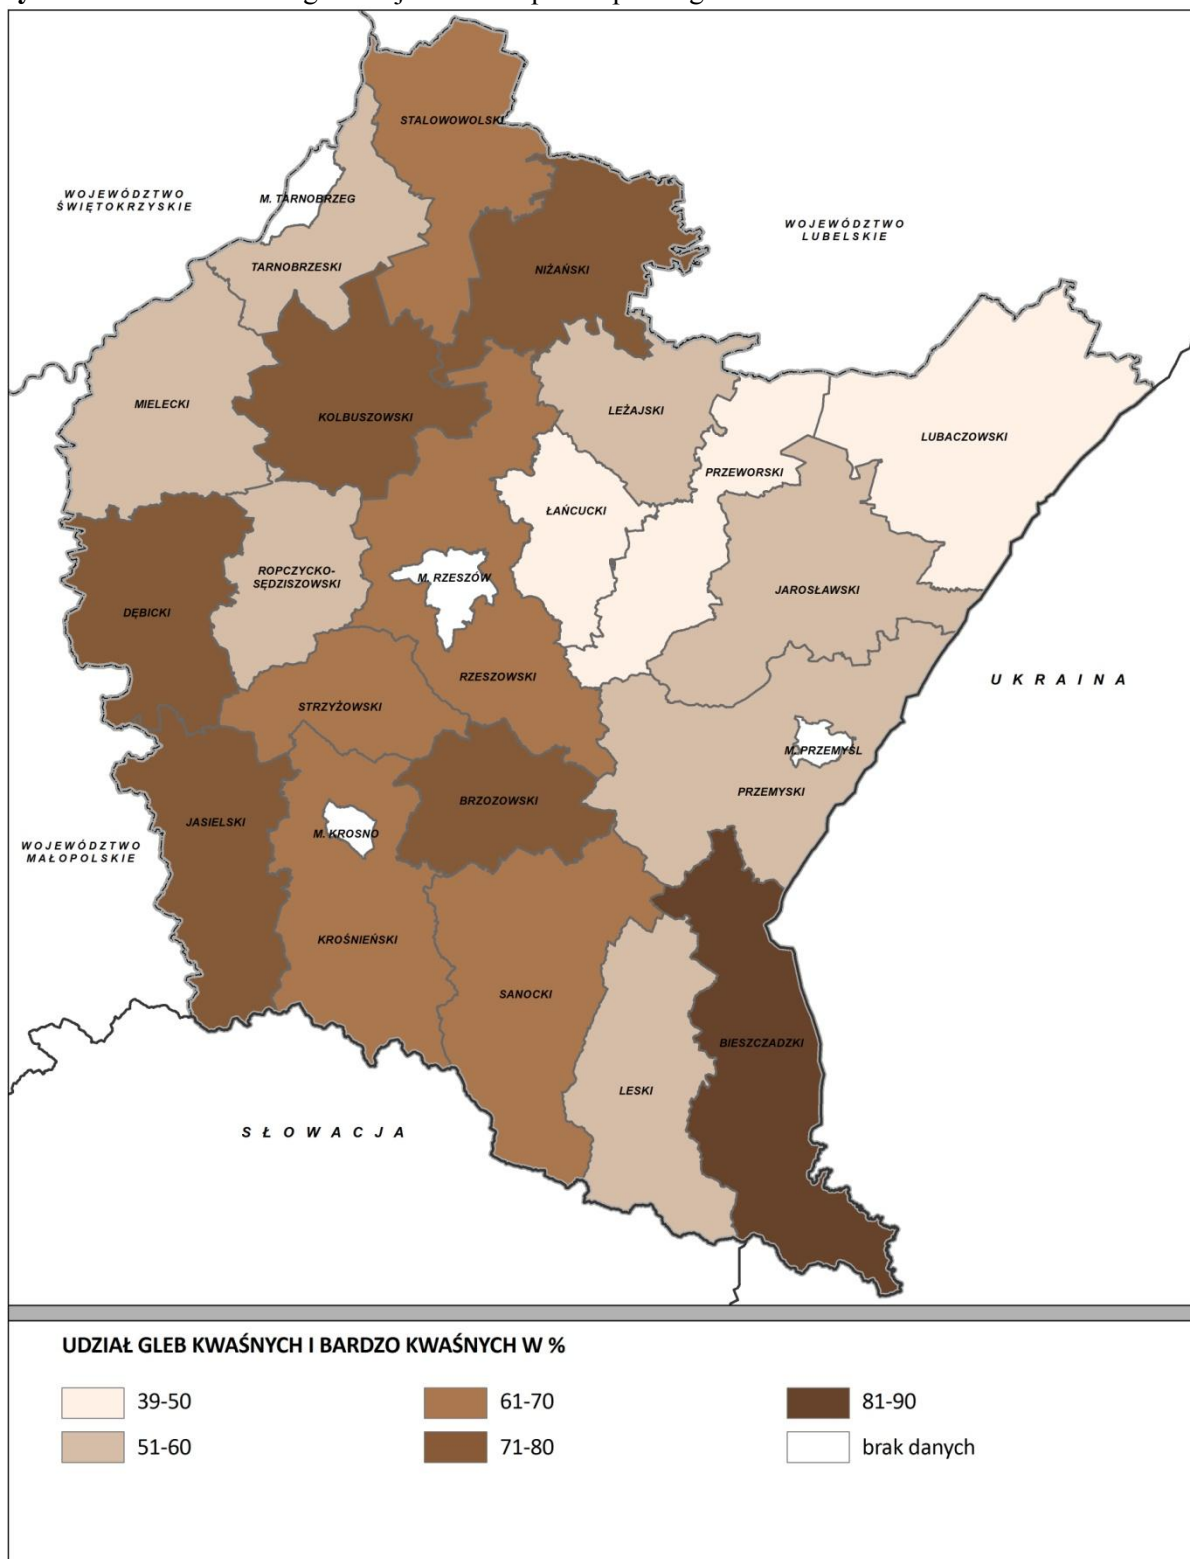 STALOWOWOLSKI
WOJEWÓDZTWO
ŚWIĘTOKRZYSKIE
M. TARNOBRZEG
WOJEWÓDZTWO
LUBELSKIE
TARNOBRZESKI
NIŻAŃSKI
MIELECKI
KOLBUSZOWSKI
LEŻAJSKI
LUBACZOWSKI
PRZEWORSKI
ŁAŃCUCKI
ROPCZYCKO-
SĘDZISZOWSKI
M. RZESZÓW
JAROSŁAWSKI
DĘBICKI
RZESZOWSKI
UKRAINA
STRZYŻOWSKI
M. PRZEMYŚL
PRZEMYSKI
BRZOZOWSKI
JASIELSKI
M. KROSNO
WOJEWÓDZTWO
MAŁOPOLSKIE
KROŚNIEŃSKI
SANOCKI
BIESZCZADZKI
LESKI
SŁOWACJA
UDZIAŁ GLEB KWAŚNYCH I BARDZO KWAŚNYCH W %
39-50
61-70
81-90
51-60
71-80
brak danych